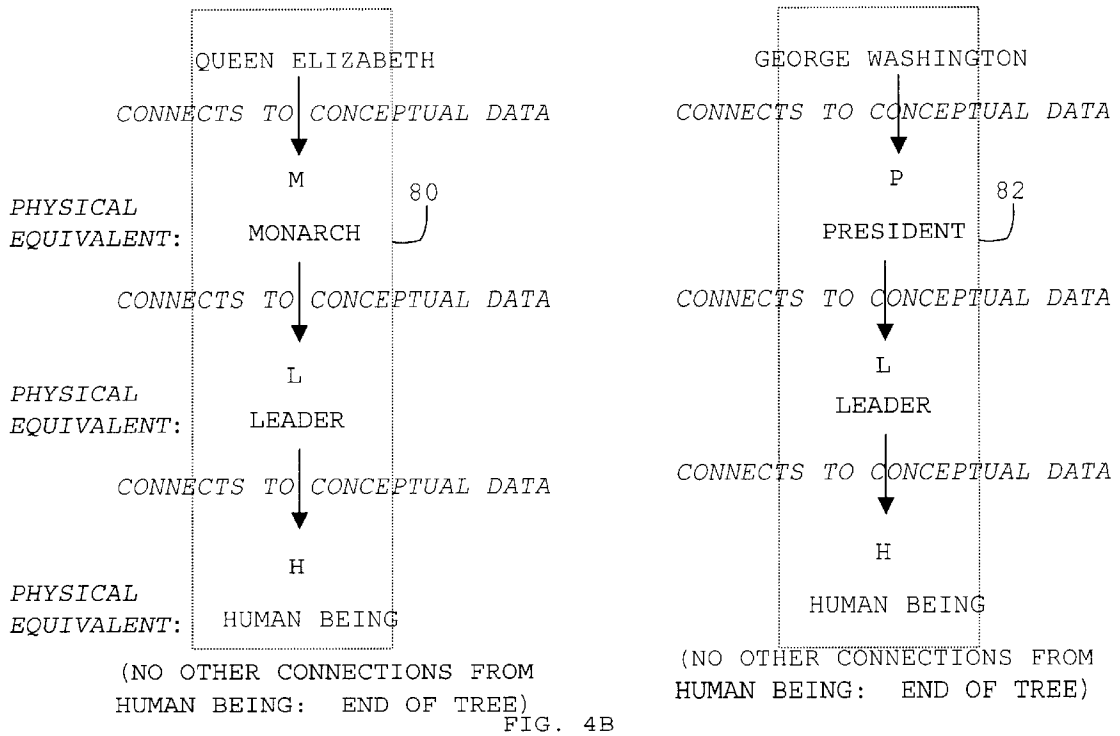 QUEEN ELIZABETH
CONNECTS TO CONCEPTUAL DATA
M
80
PHYSICAL
EQUIVALENT:
MONARCH
CONNECTS TO CONCEPTUAL DATA
L
PHYSICAL
EQUIVALENT:
LEADER
CONNECTS TO CONCEPTUAL DATA
H
PHYSICAL
EQUIVALENT:
HUMAN BEING
(NO OTHER CONNECTIONS FROM
HUMAN BEING: END OF TREE)
GEORGE WASHINGTON
CONNECTS TO CONCEPTUAL DATA
P
82
PRESIDENT
CONNECTS TO CONCEPTUAL DATA
L
LEADER
CONNECTS TO CONCEPTUAL DATA
H
HUMAN BEING
(NO OTHER CONNECTIONS FROM
HUMAN BEING: END OF TREE)
FIG. 4B